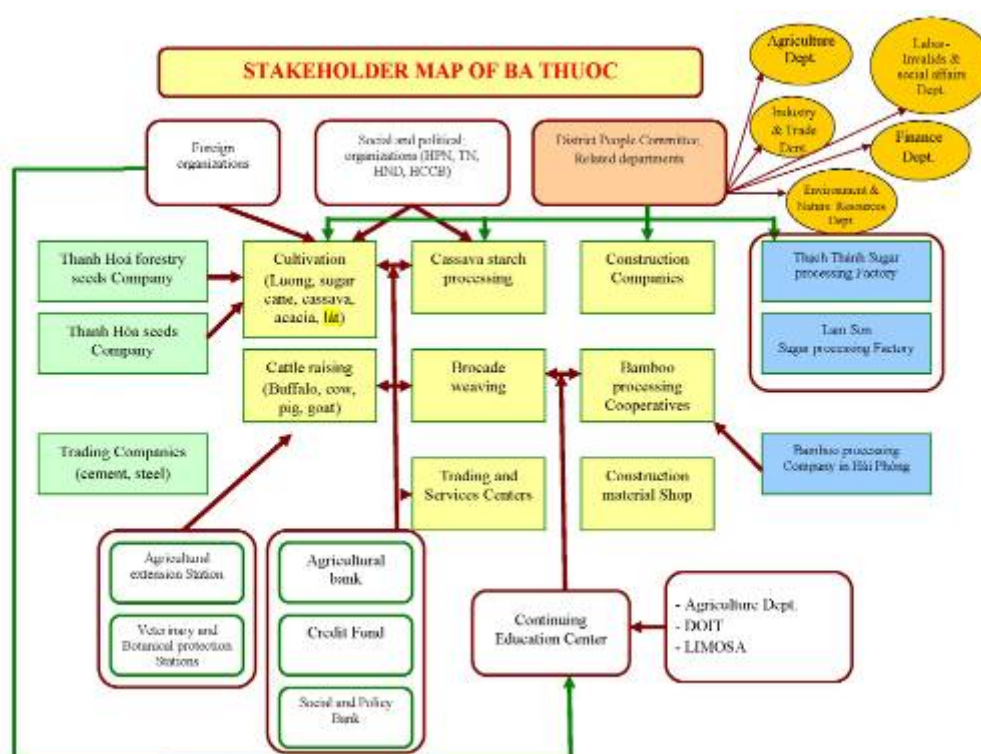 STAKEHOLDER MAP OF BA THUOC
Agriculture
Dept.
Labor-
Invalids &
social affairs
Dept.
Industry
& Trade
Dept.
Finance
Dept.
Environment &
Nature Resources
Dept.
Foreign
organizations
Social and political
organizations (HPN, TN,
HND, HCCB)
District People Committee,
Related departments
Thanh Hoá forestry
seeds Company
Cultivation
(Luong, sugar
cane, cassava,
acacia, lát)
Cassava starch
processing
Construction
Companies
Thạch Thành Sugar
processing Factory
Thanh Hóa seeds
Company
Lam Sơn
Sugar processing Factory
Cattle raising
(Buffalo, cow,
pig, goat)
Brocade
weaving
Bamboo
processing
Cooperatives
Trading Companies
(cement, steel)
Trading and
Services Centers
Construction
material Shop
Bamboo processing
Company in Hải Phòng
Agricultural
extension Station
Veterinary and
Botanical protection
Stations
Agricultural
bank
Credit Fund
Social and Policy
Bank
Continuing
Education Center
- Agriculture Dept.
- DOIT
- LIMOSA